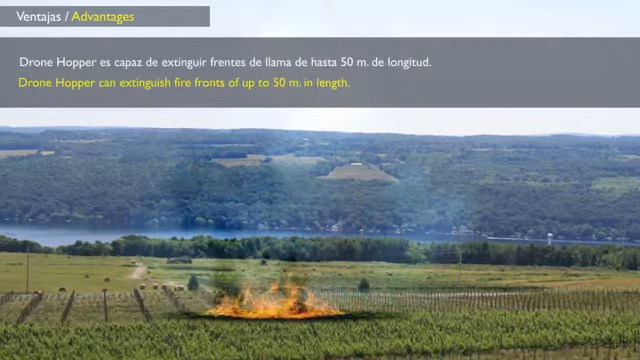 Ventajas / Advantages
Drone Hopper es capaz de extinguir frentes de llama de hasta 50 m. de longitud.
Drone Hopper can extinguish fire fronts of up to 50 m. in length.